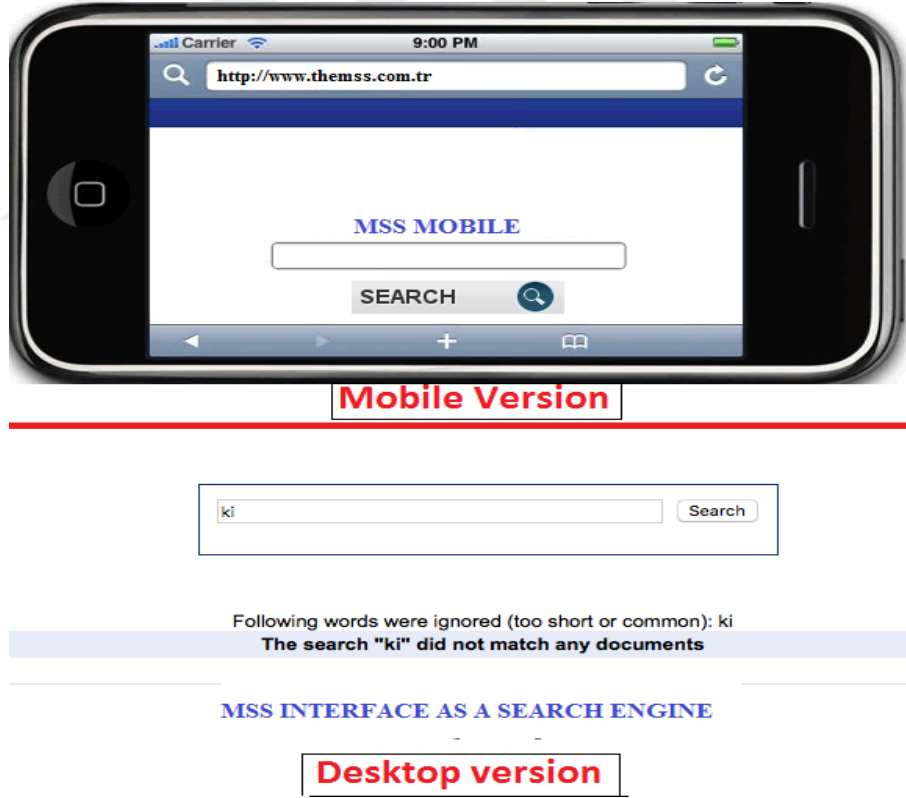 Carrier 9:00 PM
http://www.themss.com.tr
MSS MOBILE
SEARCH
Mobile Version
ki Search
Following words were ignored (too short or common): ki
The search "ki" did not match any documents
MSS INTERFACE AS A SEARCH ENGINE
Desktop version